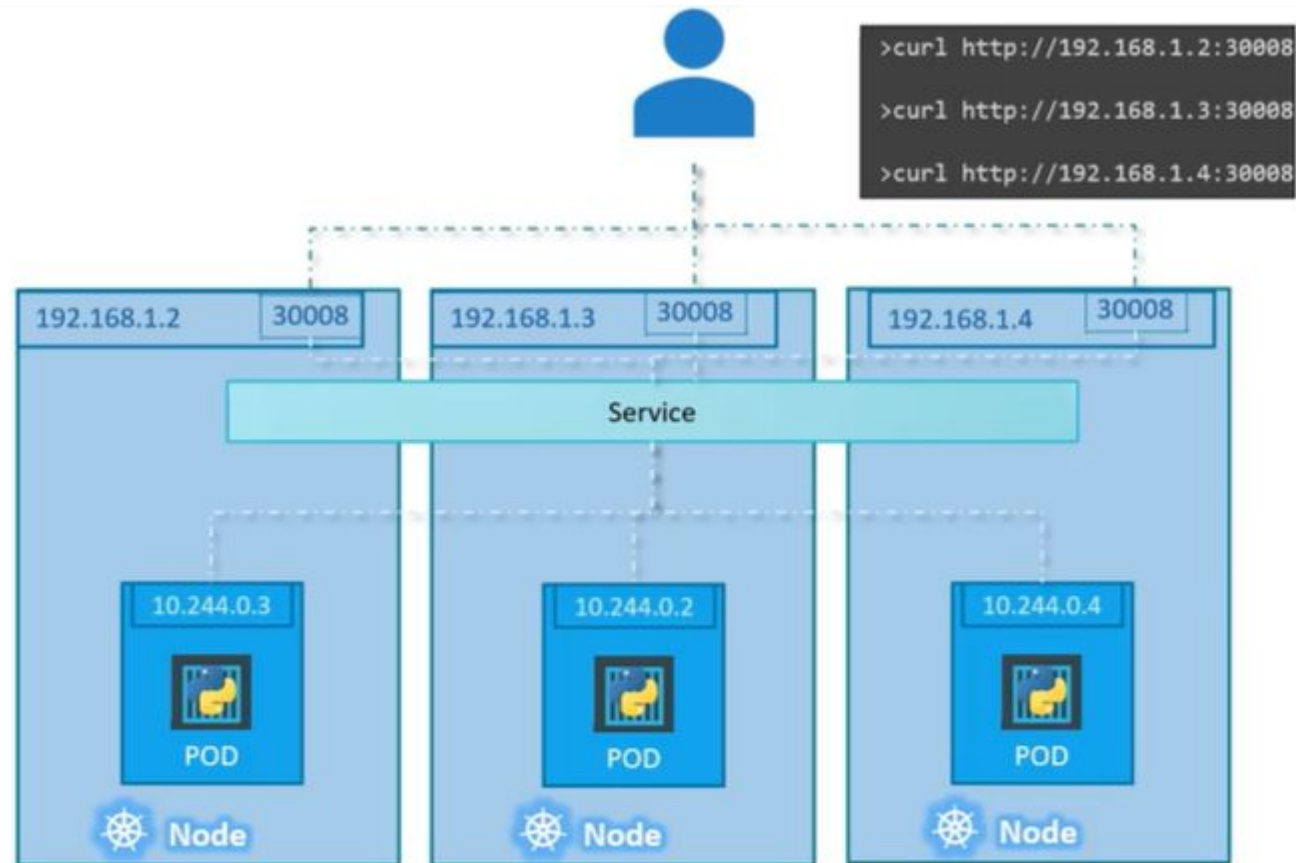 >curl http://192.168.1.2:30008
>curl http://192.168.1.3:30008
>curl http://192.168.1.4:30008
192.168.1.2
30008
192.168.1.3
30008
192.168.1.4
30008
Service
10.244.0.3
10.244.0.2
10.244.0.4
POD
POD
POD
Node
Node
Node